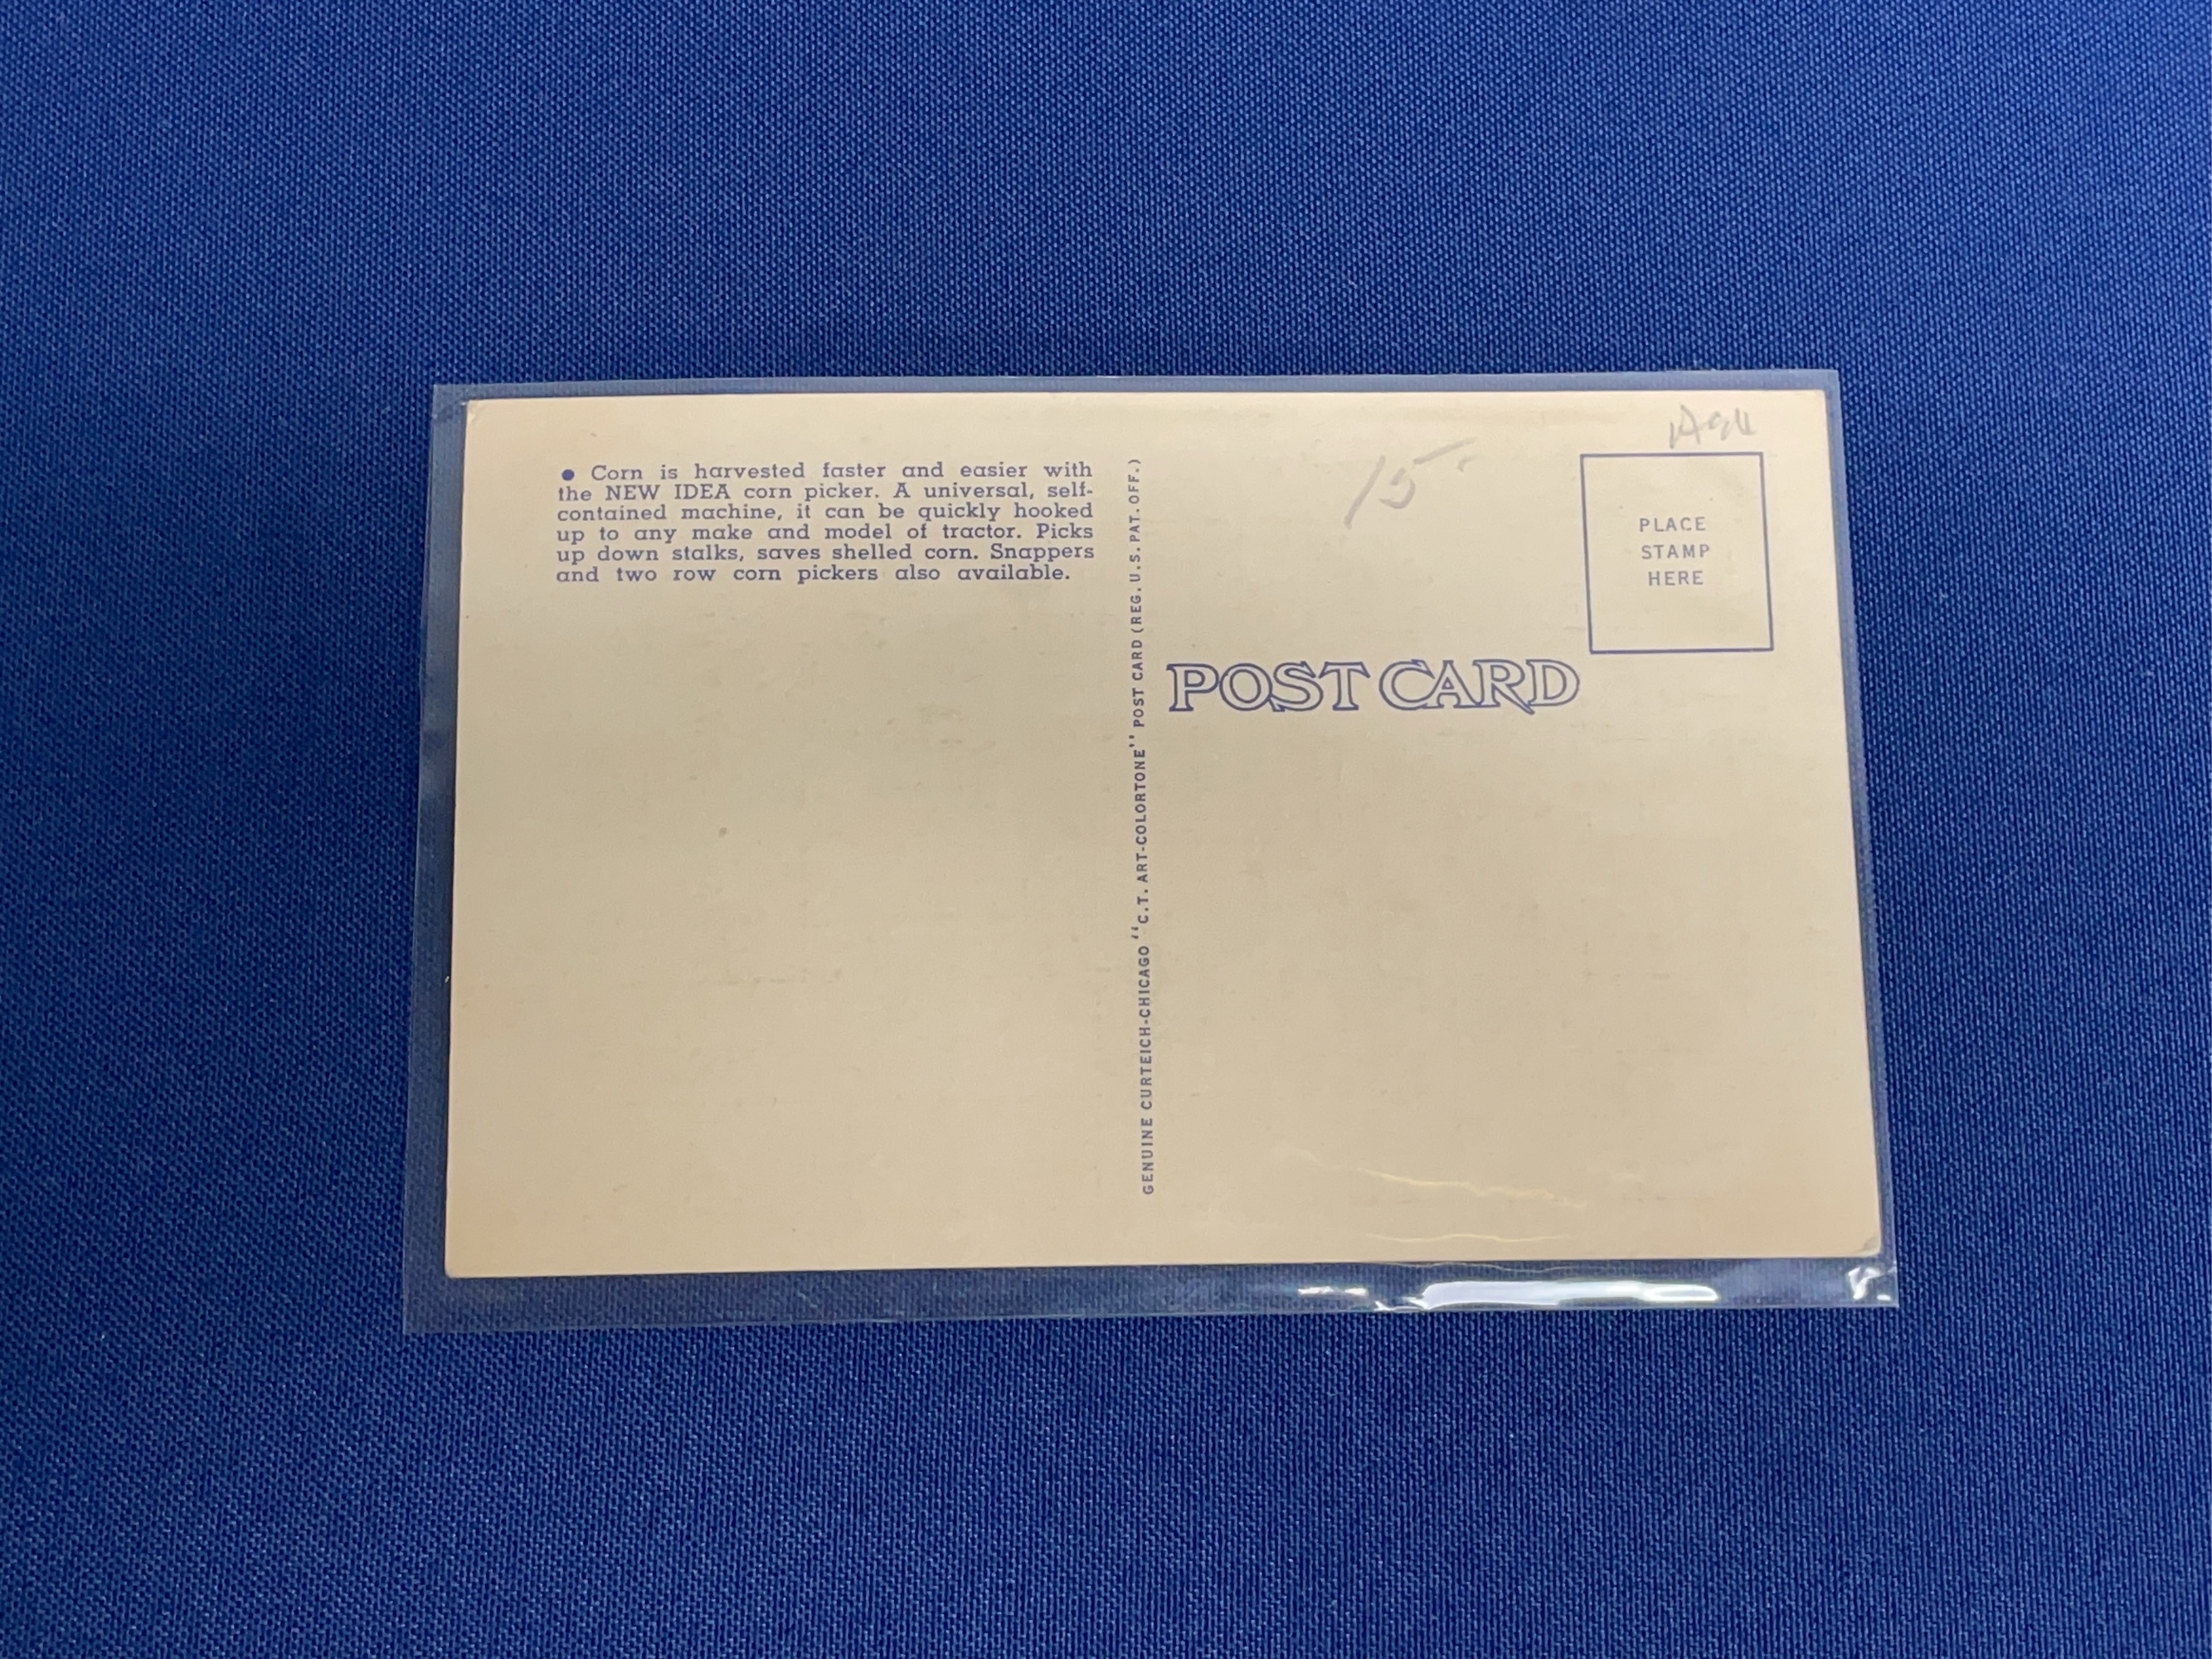 ● Corn is harvested faster and easier with
the NEW IDEA corn picker. A universal, self-
contained machine, it can be quickly hooked
up to any make and model of tractor. Picks
up down stalks, saves shelled corn. Snappers
and two row corn pickers also available.
GENUINE CURTEICH-CHICAGO "C.T. ART-COLORTONE" POST CARD (REG. U.S. PAT. OFF.)
15
PLACE
STAMP
HERE
POST CARD